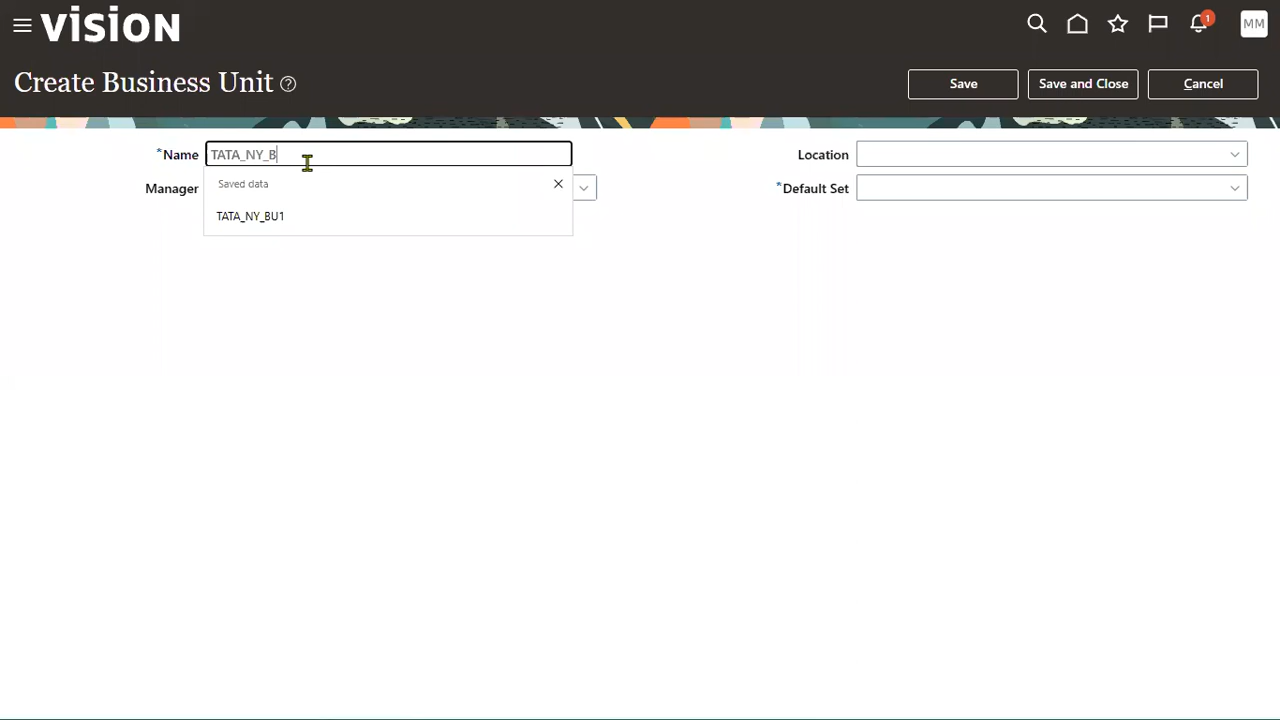 VISION
1
MM
Create Business Unit
Save
Save and Close
Cancel
*Name TATA_NY_B
Location
Saved data
Manager
*Default Set
TATA_NY_BU1